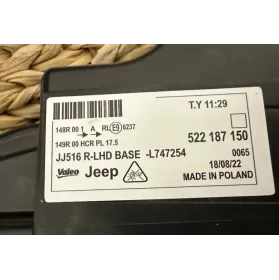 T.Y 11:29
148R 00 1 A RL E9 6237
149R 00 HCR PL 17.5
522 187 150
JJ516 R-LHD BASE -L747254
0065
18/08/22
Valeo Jeep
MADE IN POLAND